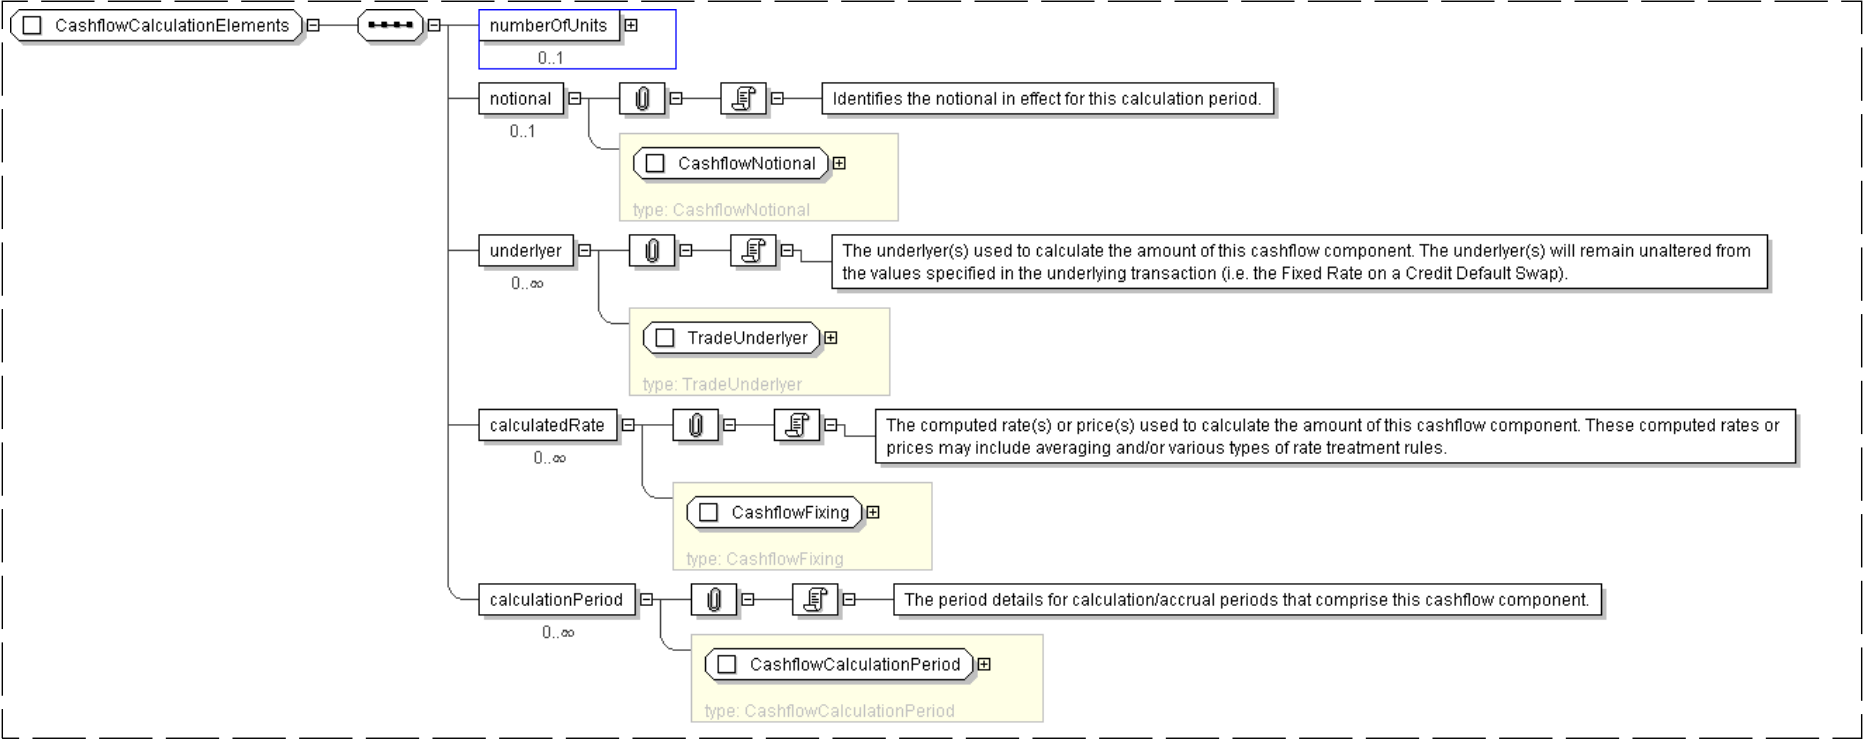 CashflowCalculationElements
numberOfUnits
0..1
notional
Identifies the notional in effect for this calculation period.
0..1
CashflowNotional
type: CashflowNotional
underlyer
The underlyer(s) used to calculate the amount of this cashflow component. The underlyer(s) will remain unaltered from
the values specified in the underlying transaction (i.e. the Fixed Rate on a Credit Default Swap).
0..∞
TradeUnderlyer
type: TradeUnderlyer
calculatedRate
The computed rate(s) or price(s) used to calculate the amount of this cashflow component. These computed rates or
prices may include averaging and/or various types of rate treatment rules.
0..∞
CashflowFixing
type: CashflowFixing
calculationPeriod
The period details for calculation/accrual periods that comprise this cashflow component.
0..∞
CashflowCalculationPeriod
type: CashflowCalculationPeriod